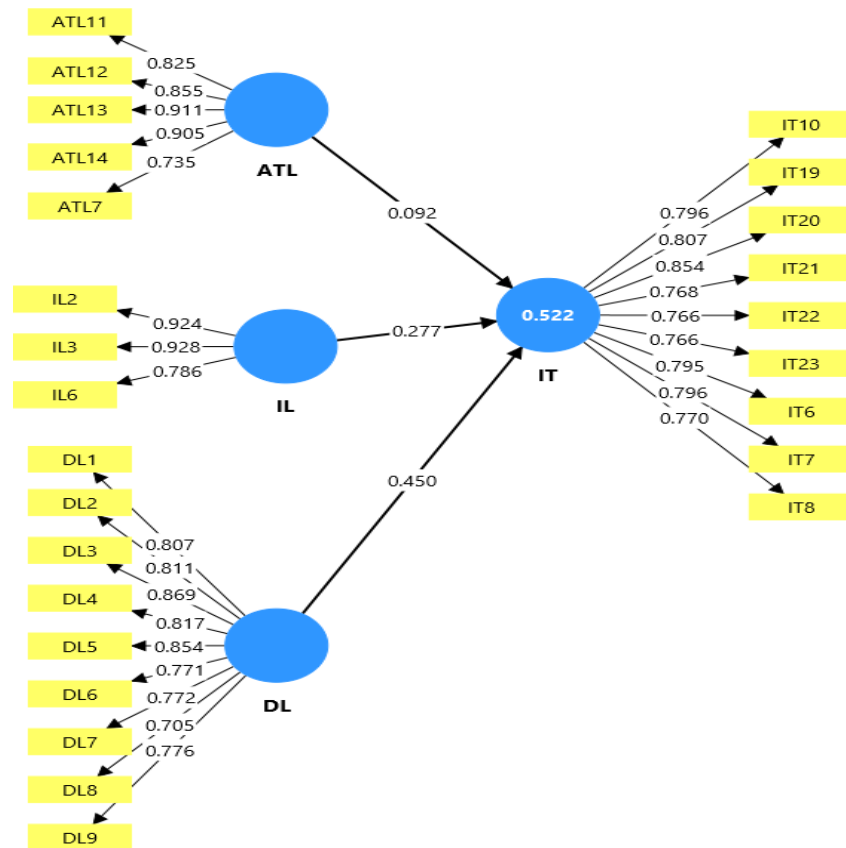 ATL11
ATL12
ATL13
ATL14
ATL7
0.825
0.855
0.911
0.905
0.735
ATL
0.092
IL2
IL3
IL6
0.924
0.928
0.786
IL
0.277
DL1
DL2
DL3
DL4
DL5
DL6
DL7
DL8
DL9
0.807
0.811
0.869
0.817
0.854
0.771
0.772
0.705
0.776
DL
0.450
0.522
IT
0.796
0.807
0.854
0.768
0.766
0.766
0.795
0.796
0.770
IT10
IT19
IT20
IT21
IT22
IT23
IT6
IT7
IT8